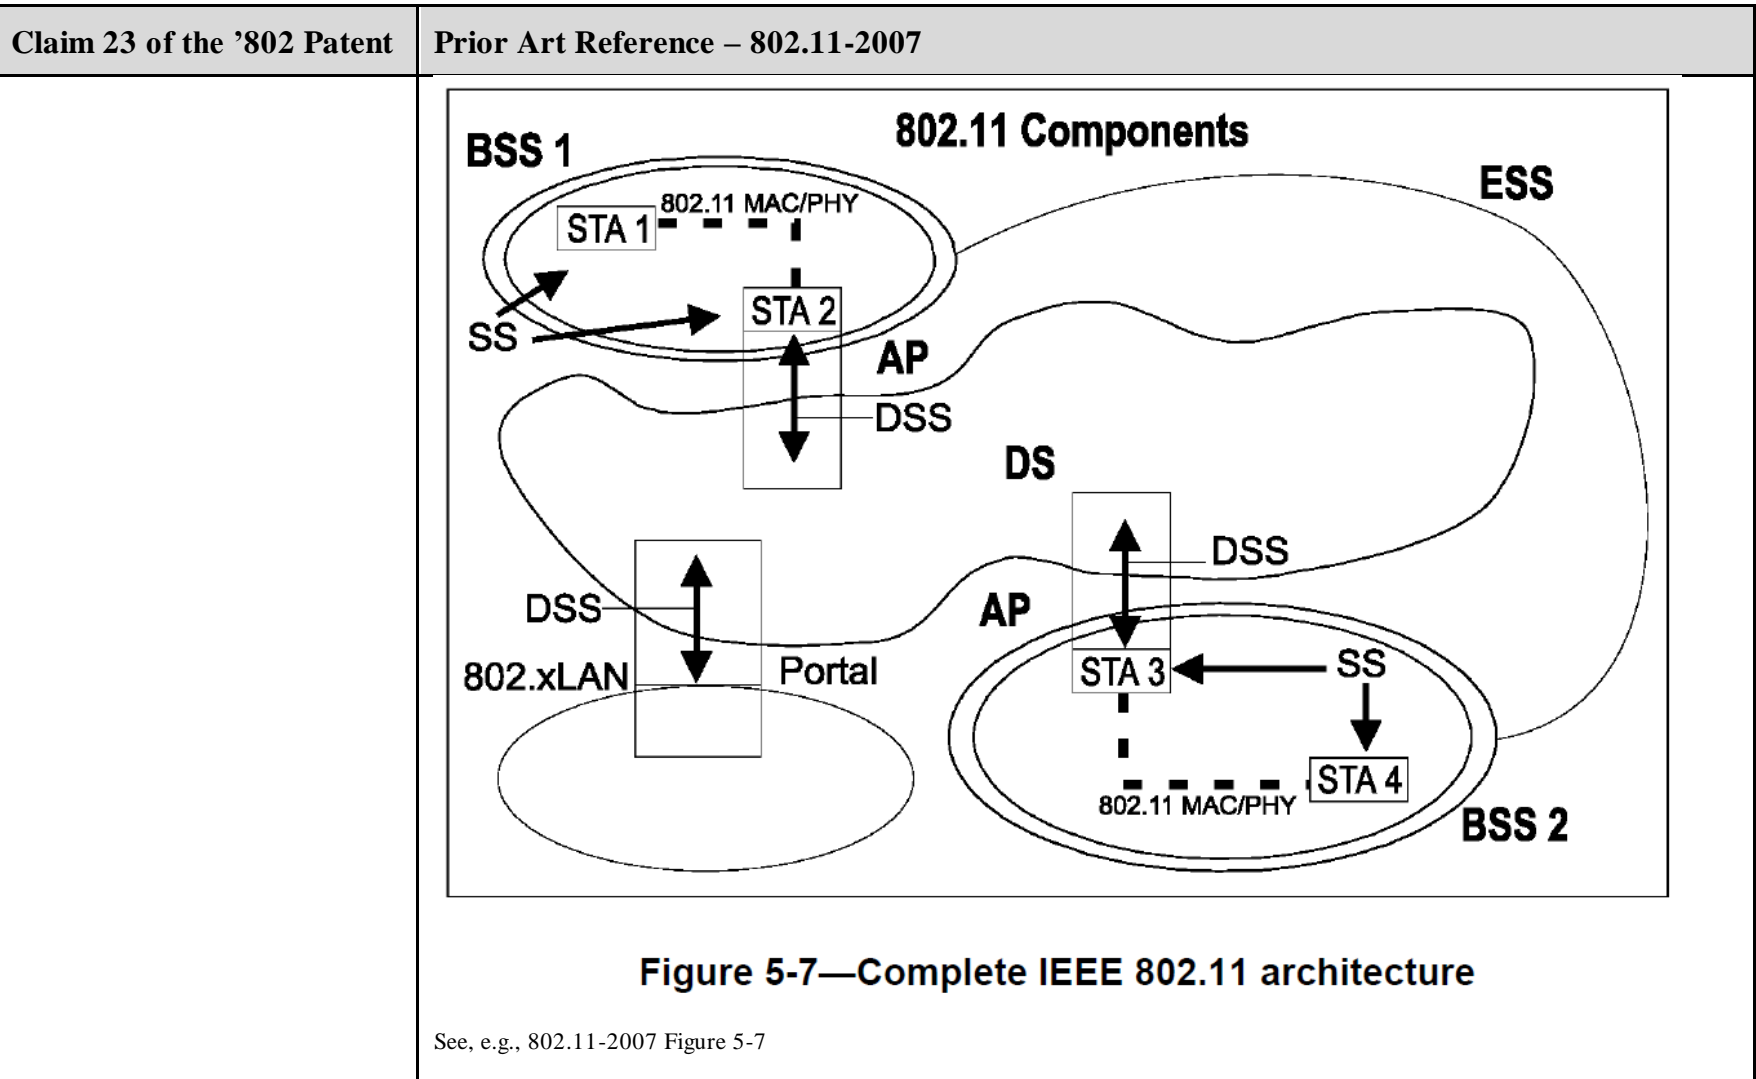 Claim 23 of the ’802 Patent
Prior Art Reference – 802.11-2007
802.11 Components
BSS 1
ESS
802.11 MAC/PHY
STA 1
STA 2
SS
AP
DSS
DS
DSS
DSS
AP
802.xLAN
Portal
STA 3
SS
STA 4
802.11 MAC/PHY
BSS 2
Figure 5-7—Complete IEEE 802.11 architecture
See, e.g., 802.11-2007 Figure 5-7